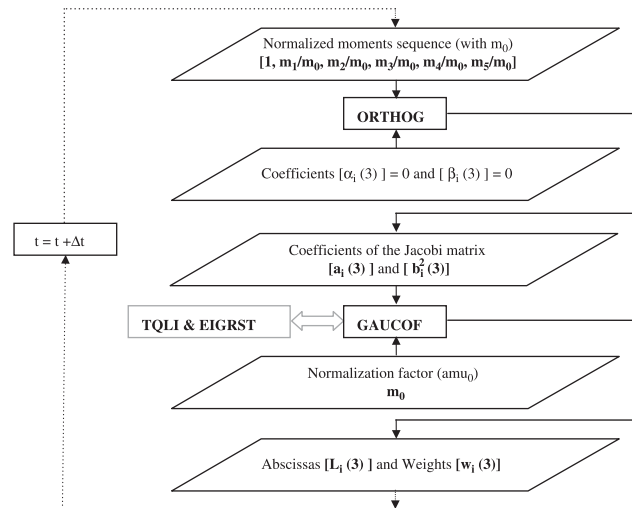 Normalized moments sequence (with m₀)
[1, m₁/m₀, m₂/m₀, m₃/m₀, m₄/m₀, m₅/m₀]
ORTHOG
Coefficients [αᵢ (3) ] = 0 and [ βᵢ (3) ] = 0
t = t +Δt
Coefficients of the Jacobi matrix
[aᵢ (3) ] and [ bᵢ² (3)]
TQLI & EIGRST
GAUCOF
Normalization factor (amu₀)
m₀
Abscissas [Lᵢ (3) ] and Weights [wᵢ (3)]